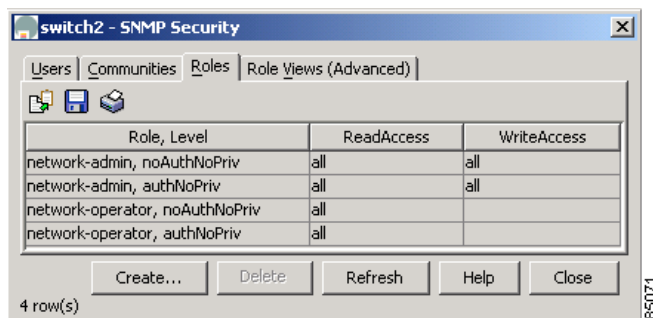 switch2 - SNMP Security
Users Communities Roles Role Views (Advanced)
Role, Level ReadAccess WriteAccess
network-admin, noAuthNoPriv all all
network-admin, authNoPriv all all
network-operator, noAuthNoPriv all
network-operator, authNoPriv all
Create... Delete Refresh Help Close
4 row(s)
85071